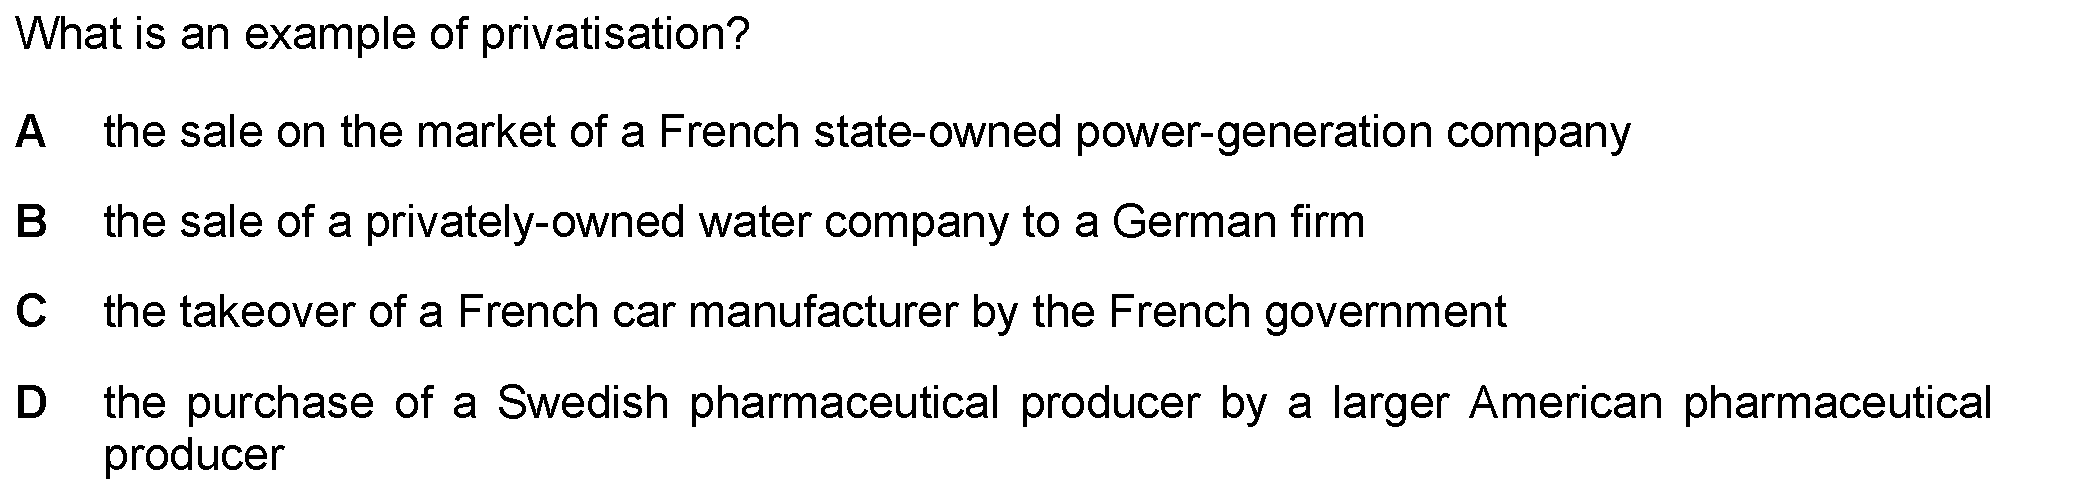 What is an example of privatisation?
A the sale on the market of a French state-owned power-generation company
B the sale of a privately-owned water company to a German firm
C the takeover of a French car manufacturer by the French government
D the purchase of a Swedish pharmaceutical producer by a larger American pharmaceutical
producer